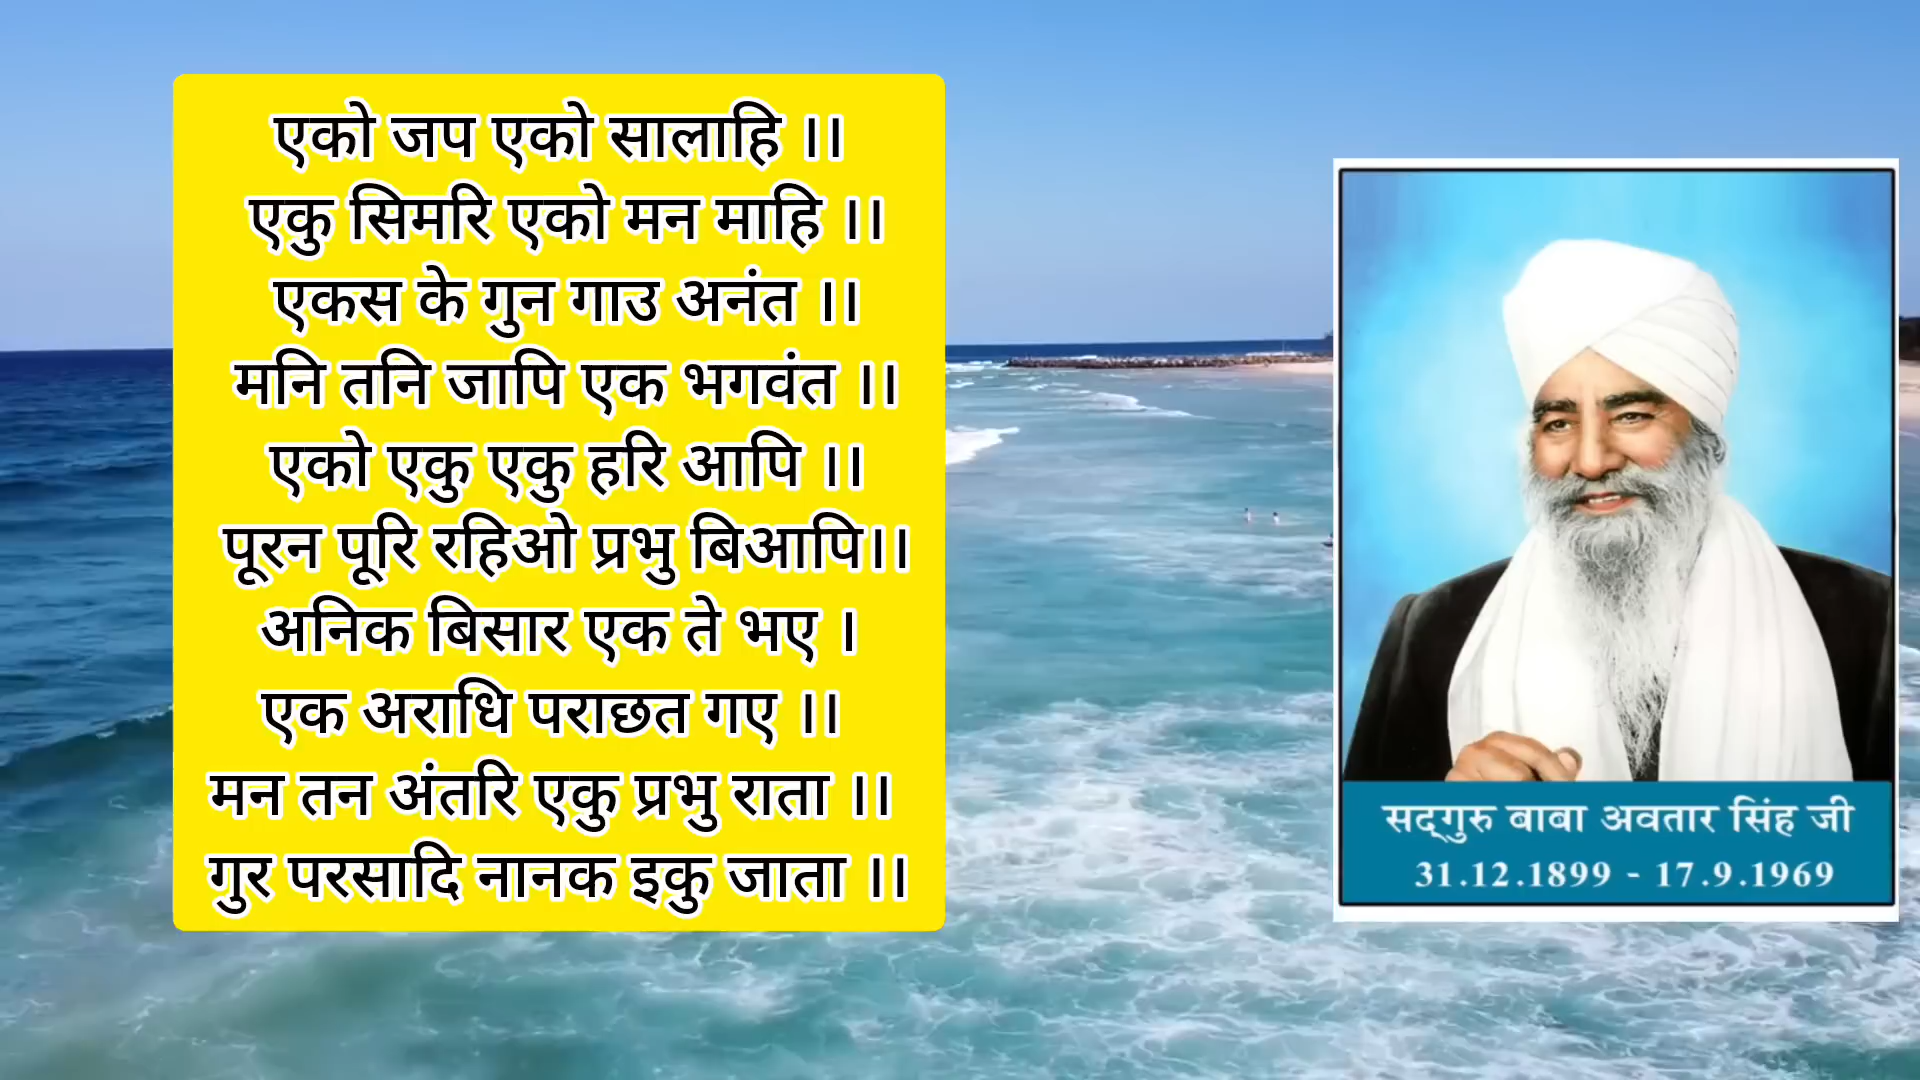 एको जप एको सालाहि ।।
एकु सिमरि एको मन माहि ।।
एकस के गुन गाउ अनंत ।।
मनि तनि जापि एक भगवंत ।।
एको एकु एकु हरि आपि ।।
पूरन पूरि रहिओ प्रभु बिआपि।।
अनिक बिसार एक ते भए ।
एक अराधि पराछत गए ।।
मन तन अंतरि एकु प्रभु राता ।।
गुर परसादि नानक इकु जाता ।।
सद्गुरु बाबा अवतार सिंह जी
31.12.1899 - 17.9.1969